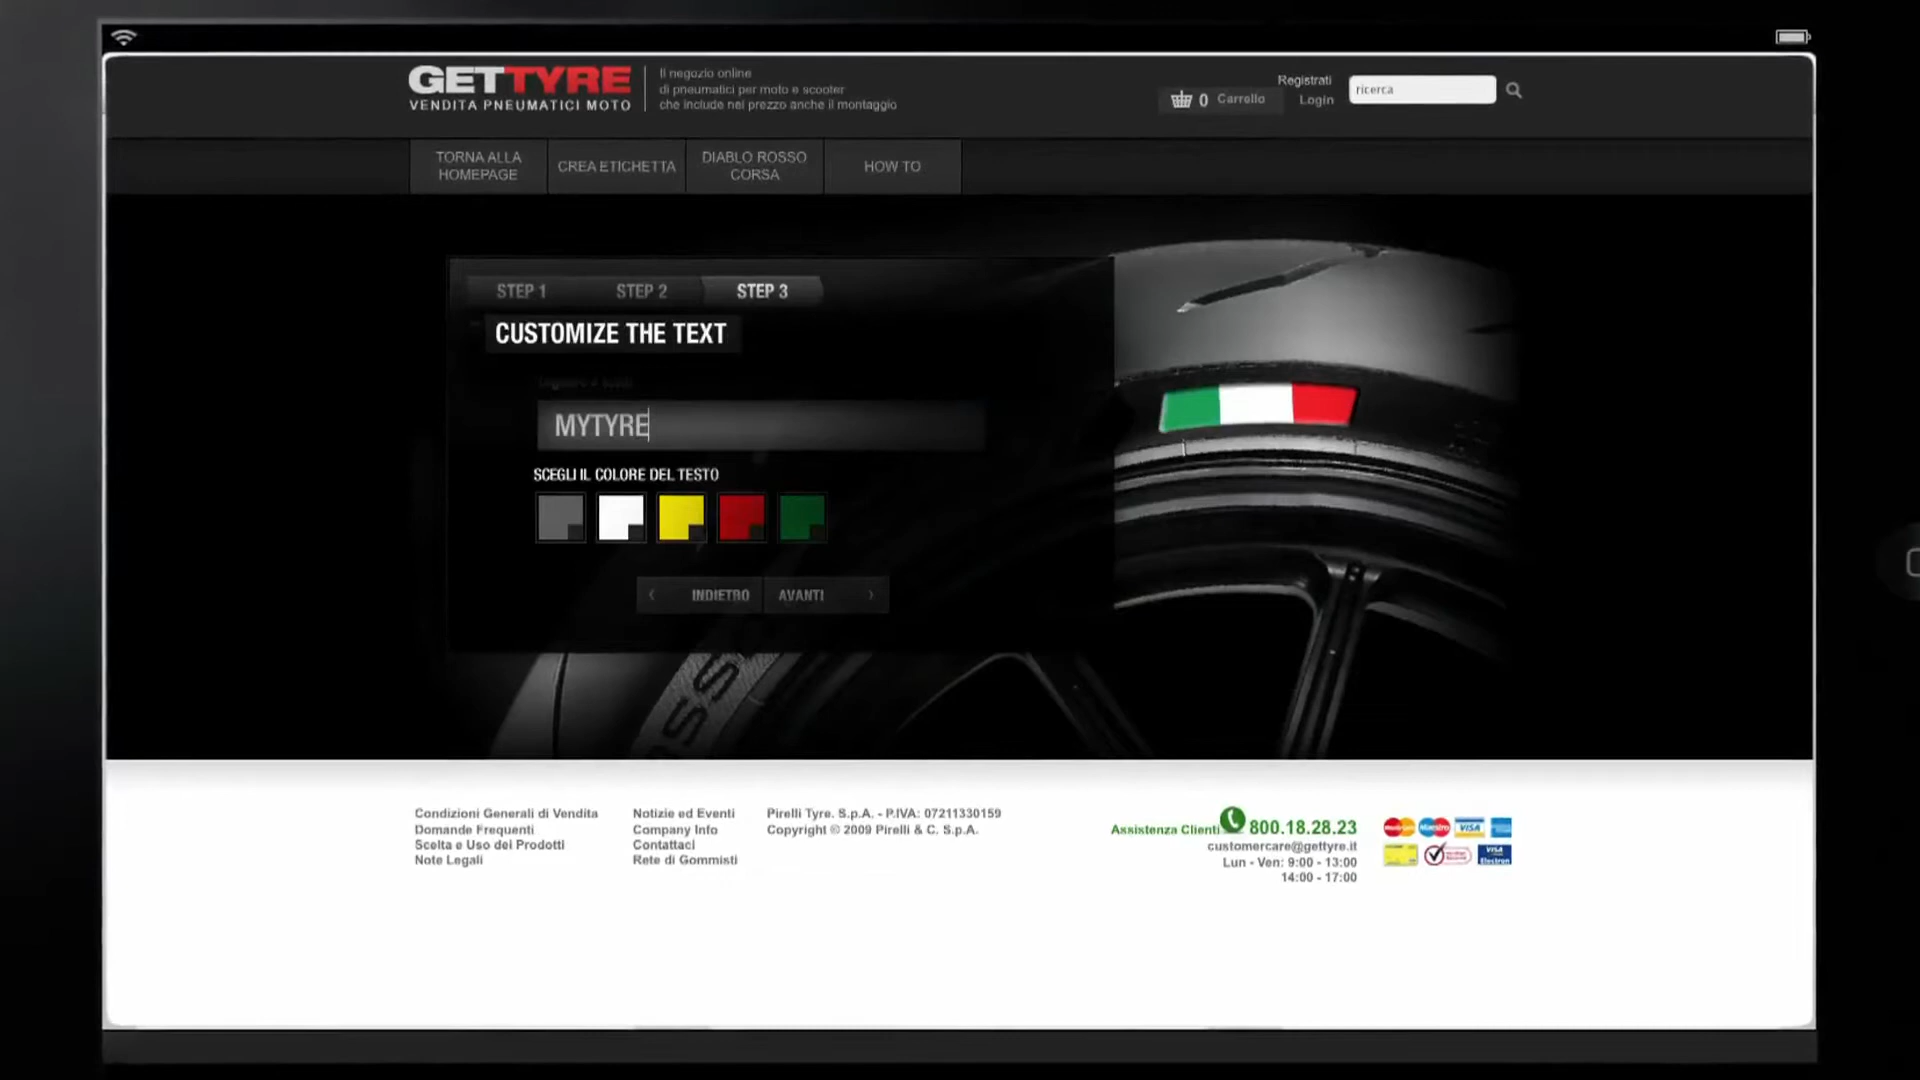 GETTYRE
VENDITA PNEUMATICI MOTO
Il negozio online
di pneumatici per moto e scooter
che include nel prezzo anche il montaggio
0 Carrello
Registrati
Login
ricerca
TORNA ALLA
HOMEPAGE
CREA ETICHETTA
DIABLO ROSSO
CORSA
HOW TO
STEP 1
STEP 2
STEP 3
CUSTOMIZE THE TEXT
MYTYRE
SCEGLI IL COLORE DEL TESTO
INDIETRO
AVANTI
Condizioni Generali di Vendita
Domande Frequenti
Scelta e Uso dei Prodotti
Note Legali
Notizie ed Eventi
Company Info
Contattaci
Rete di Gommisti
Pirelli Tyre. S.p.A. - P.IVA: 07211330159
Copyright © 2009 Pirelli & C. S.p.A.
Assistenza Clienti 800.18.28.23
customercare@gettyre.it
Lun - Ven: 9:00 - 13:00
14:00 - 17:00
Maestro
VISA
VISA
Electron